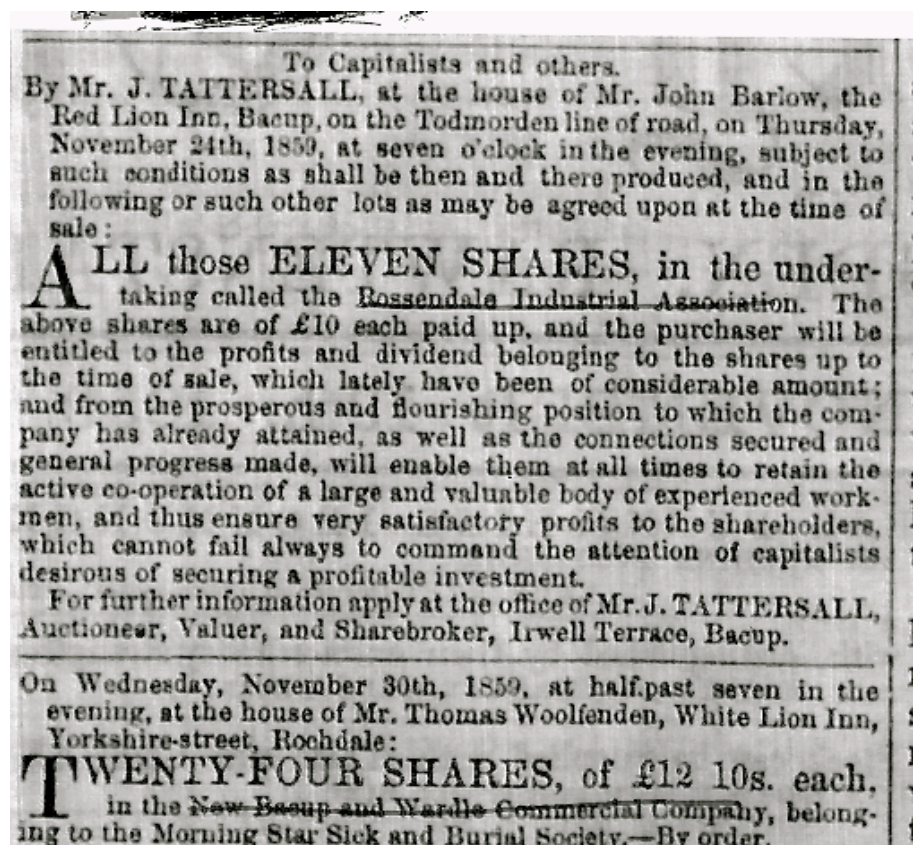 To Capitalists and others.
By Mr. J. TATTERSALL, at the house of Mr. John Barlow, the
Red Lion Inn, Bacup, on the Todmorden line of road, on Thursday,
November 24th, 1859, at seven o'clock in the evening, subject to
such conditions as shall be then and there produced, and in the
following or such other lots as may be agreed upon at the time of
sale :
ALL those ELEVEN SHARES, in the under-
taking called the Rossendale Industrial Association. The
above shares are of £10 each paid up, and the purchaser will be
entitled to the profits and dividend belonging to the shares up to
the time of sale, which lately have been of considerable amount;
and from the prosperous and flourishing position to which the com-
pany has already attained, as well as the connections secured and
general progress made, will enable them at all times to retain the
active co-operation of a large and valuable body of experienced work-
men, and thus ensure very satisfactory profits to the shareholders,
which cannot fail always to command the attention of capitalists
desirous of securing a profitable investment.
For further information apply at the office of Mr. J. TATTERSALL,
Auctioneer, Valuer, and Sharebroker, Irwell Terrace, Bacup.
On Wednesday, November 30th, 1859, at half.past seven in the
evening, at the house of Mr. Thomas Woolfenden, White Lion Inn,
Yorkshire-street, Rochdale:
TWENTY-FOUR SHARES, of £12 10s. each,
in the New Bacup and Wardle Commercial Company, belong-
ing to the Morning Star Sick and Burial Society.—By order.